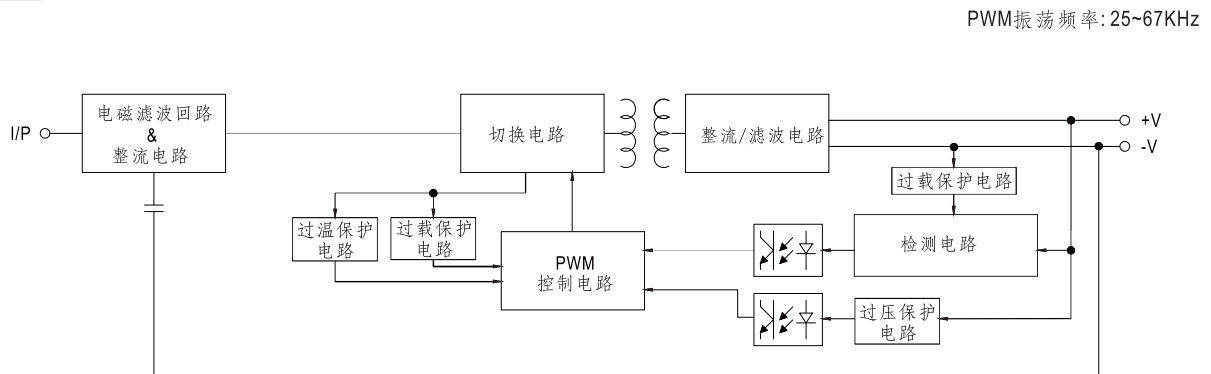 PWM振荡频率: 25~67KHz
I/P
电磁滤波回路
&
整流电路
切换电路
整流/滤波电路
+V
-V
过载保护电路
过温保护
电路
过载保护
电路
PWM
控制电路
检测电路
过压保护
电路